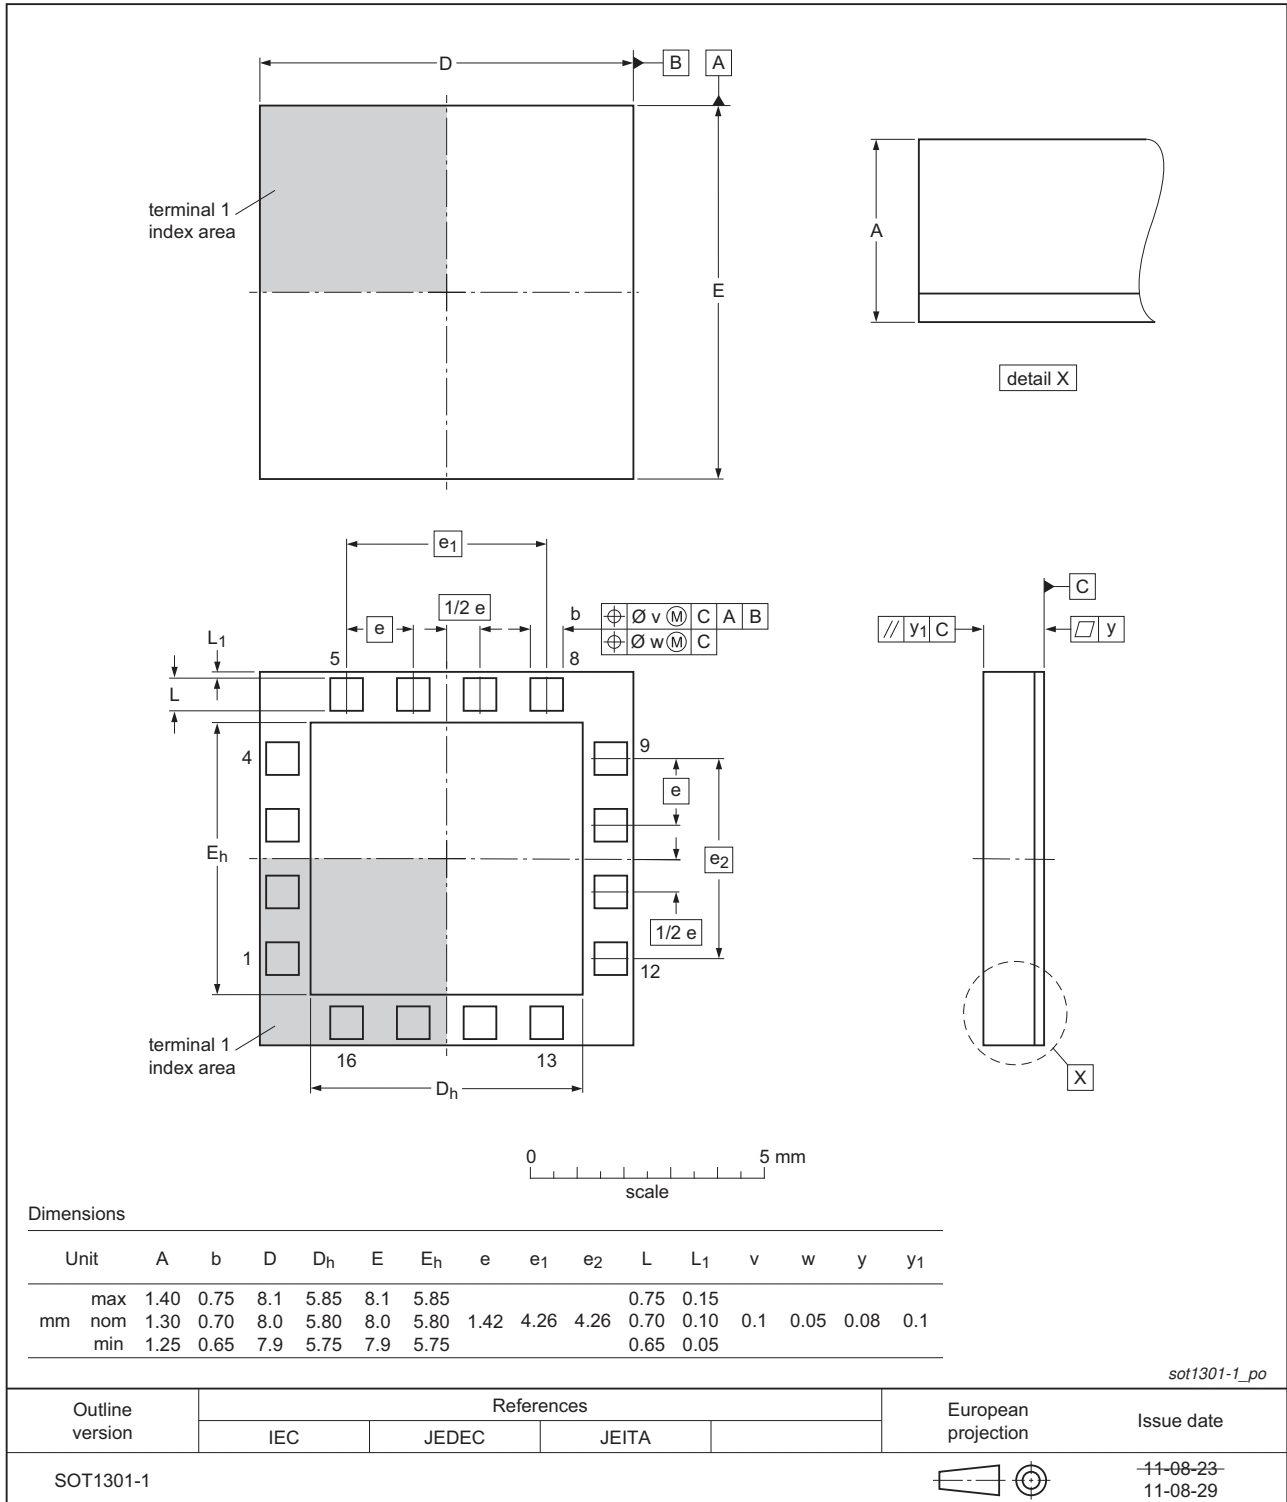 D
B
A
terminal 1
index area
E
A
detail X
e1
1/2 e
e
b
Ø v Ⓜ C A B
Ø w Ⓜ C
L1
L
5
8
4
9
e
Eh
e2
1/2 e
1
12
terminal 1
index area
16
13
Dh
C
// y1 C
y
X
0
5 mm
scale
Dimensions
Unit A b D Dh E Eh e e1 e2 L L1 v w y y1
max 1.40 0.75 8.1 5.85 8.1 5.85 0.75 0.15
mm nom 1.30 0.70 8.0 5.80 8.0 5.80 1.42 4.26 4.26 0.70 0.10 0.1 0.05 0.08 0.1
min 1.25 0.65 7.9 5.75 7.9 5.75 0.65 0.05
sot1301-1_po
Outline
version
References
IEC JEDEC JEITA
European
projection
Issue date
SOT1301-1
11-08-23
11-08-29